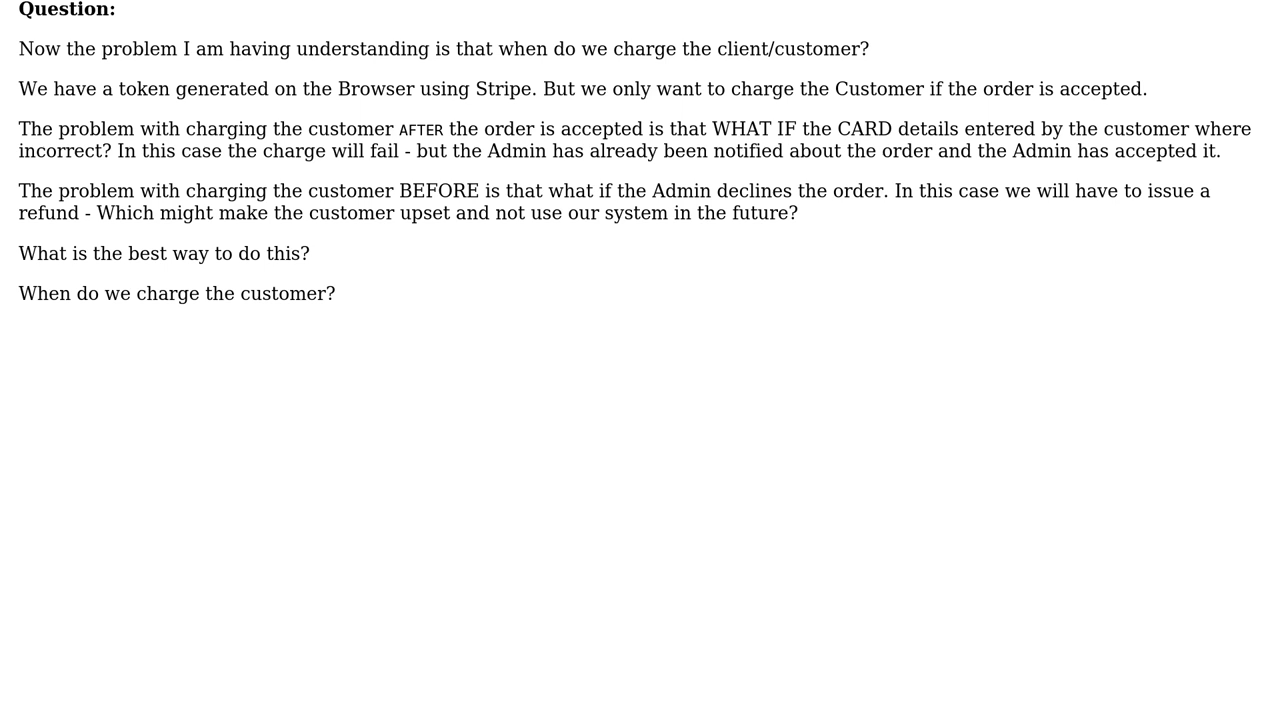 Question:
Now the problem I am having understanding is that when do we charge the client/customer?
We have a token generated on the Browser using Stripe. But we only want to charge the Customer if the order is accepted.
The problem with charging the customer AFTER the order is accepted is that WHAT IF the CARD details entered by the customer where
incorrect? In this case the charge will fail - but the Admin has already been notified about the order and the Admin has accepted it.
The problem with charging the customer BEFORE is that what if the Admin declines the order. In this case we will have to issue a
refund - Which might make the customer upset and not use our system in the future?
What is the best way to do this?
When do we charge the customer?